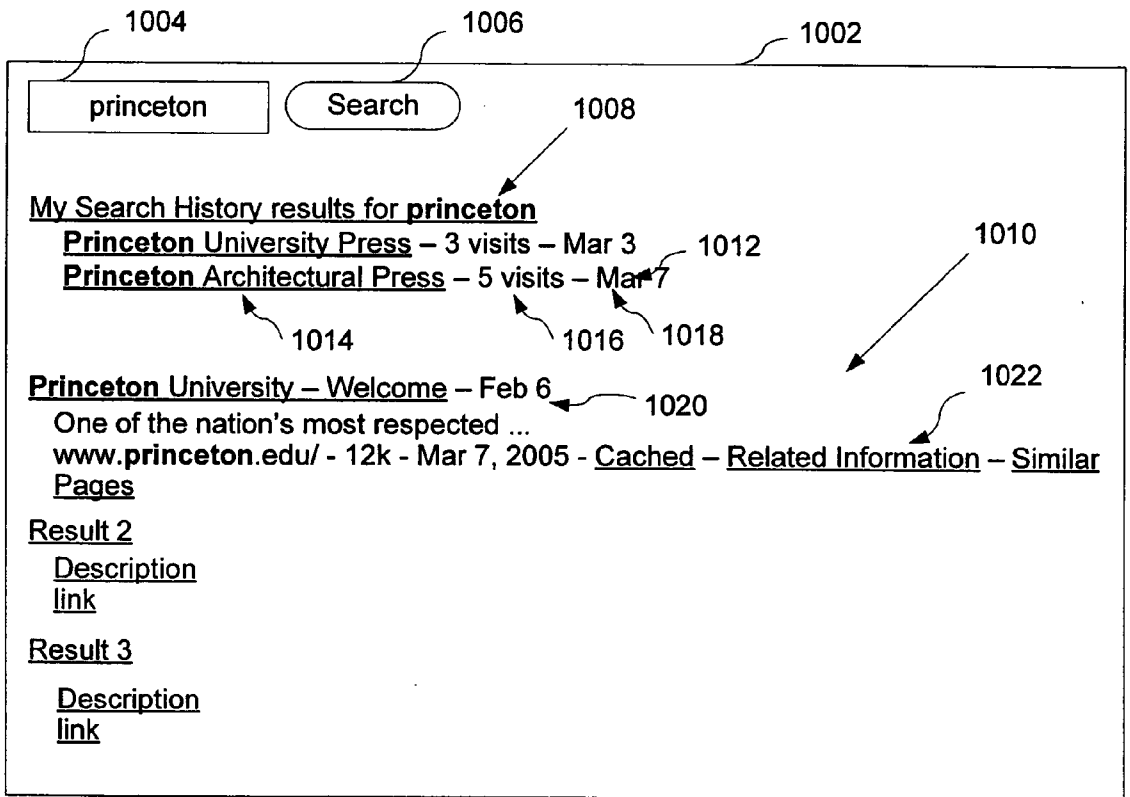 1004
1006
1002
princeton
Search
1008
My Search History results for princeton
Princeton University Press – 3 visits – Mar 3
1010
1012
Princeton Architectural Press – 5 visits – Mar 7
1014
1016
1018
Princeton University – Welcome – Feb 6
1020
1022
One of the nation's most respected ...
www.princeton.edu/ - 12k - Mar 7, 2005 - Cached – Related Information – Similar
Pages
Result 2
Description
link
Result 3
Description
link